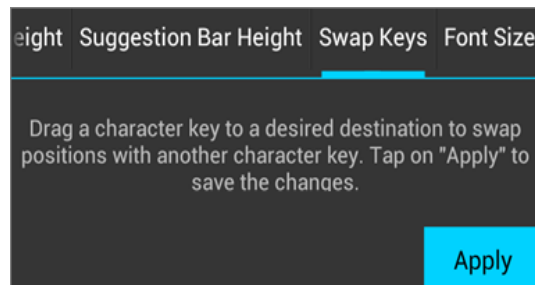 eight Suggestion Bar Height Swap Keys Font Size
Drag a character key to a desired destination to swap
positions with another character key. Tap on "Apply" to
save the changes.
Apply